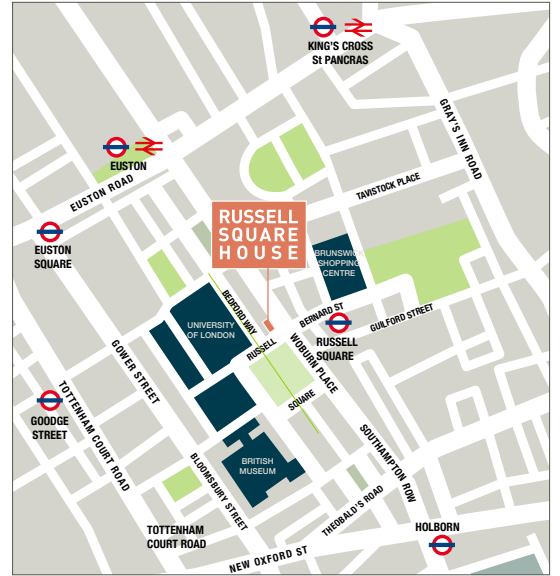 KING'S CROSS
St PANCRAS
GRAY'S INN ROAD
EUSTON
EUSTON ROAD
TAVISTOCK PLACE
RUSSELL
SQUARE
HOUSE
EUSTON
SQUARE
BRUNSWICK
SHOPPING
CENTRE
BEDFORD WAY
BERNARD ST
GUILFORD STREET
UNIVERSITY
OF LONDON
RUSSELL
SQUARE
RUSSELL
SQUARE
WOBURN PLACE
GOWER STREET
GOODGE
STREET
TOTTENHAM COURT ROAD
SOUTHAMPTON ROW
BRITISH
MUSEUM
BLOOMSBURY STREET
THEOBALD'S ROAD
TOTTENHAM
COURT ROAD
HOLBORN
NEW OXFORD ST